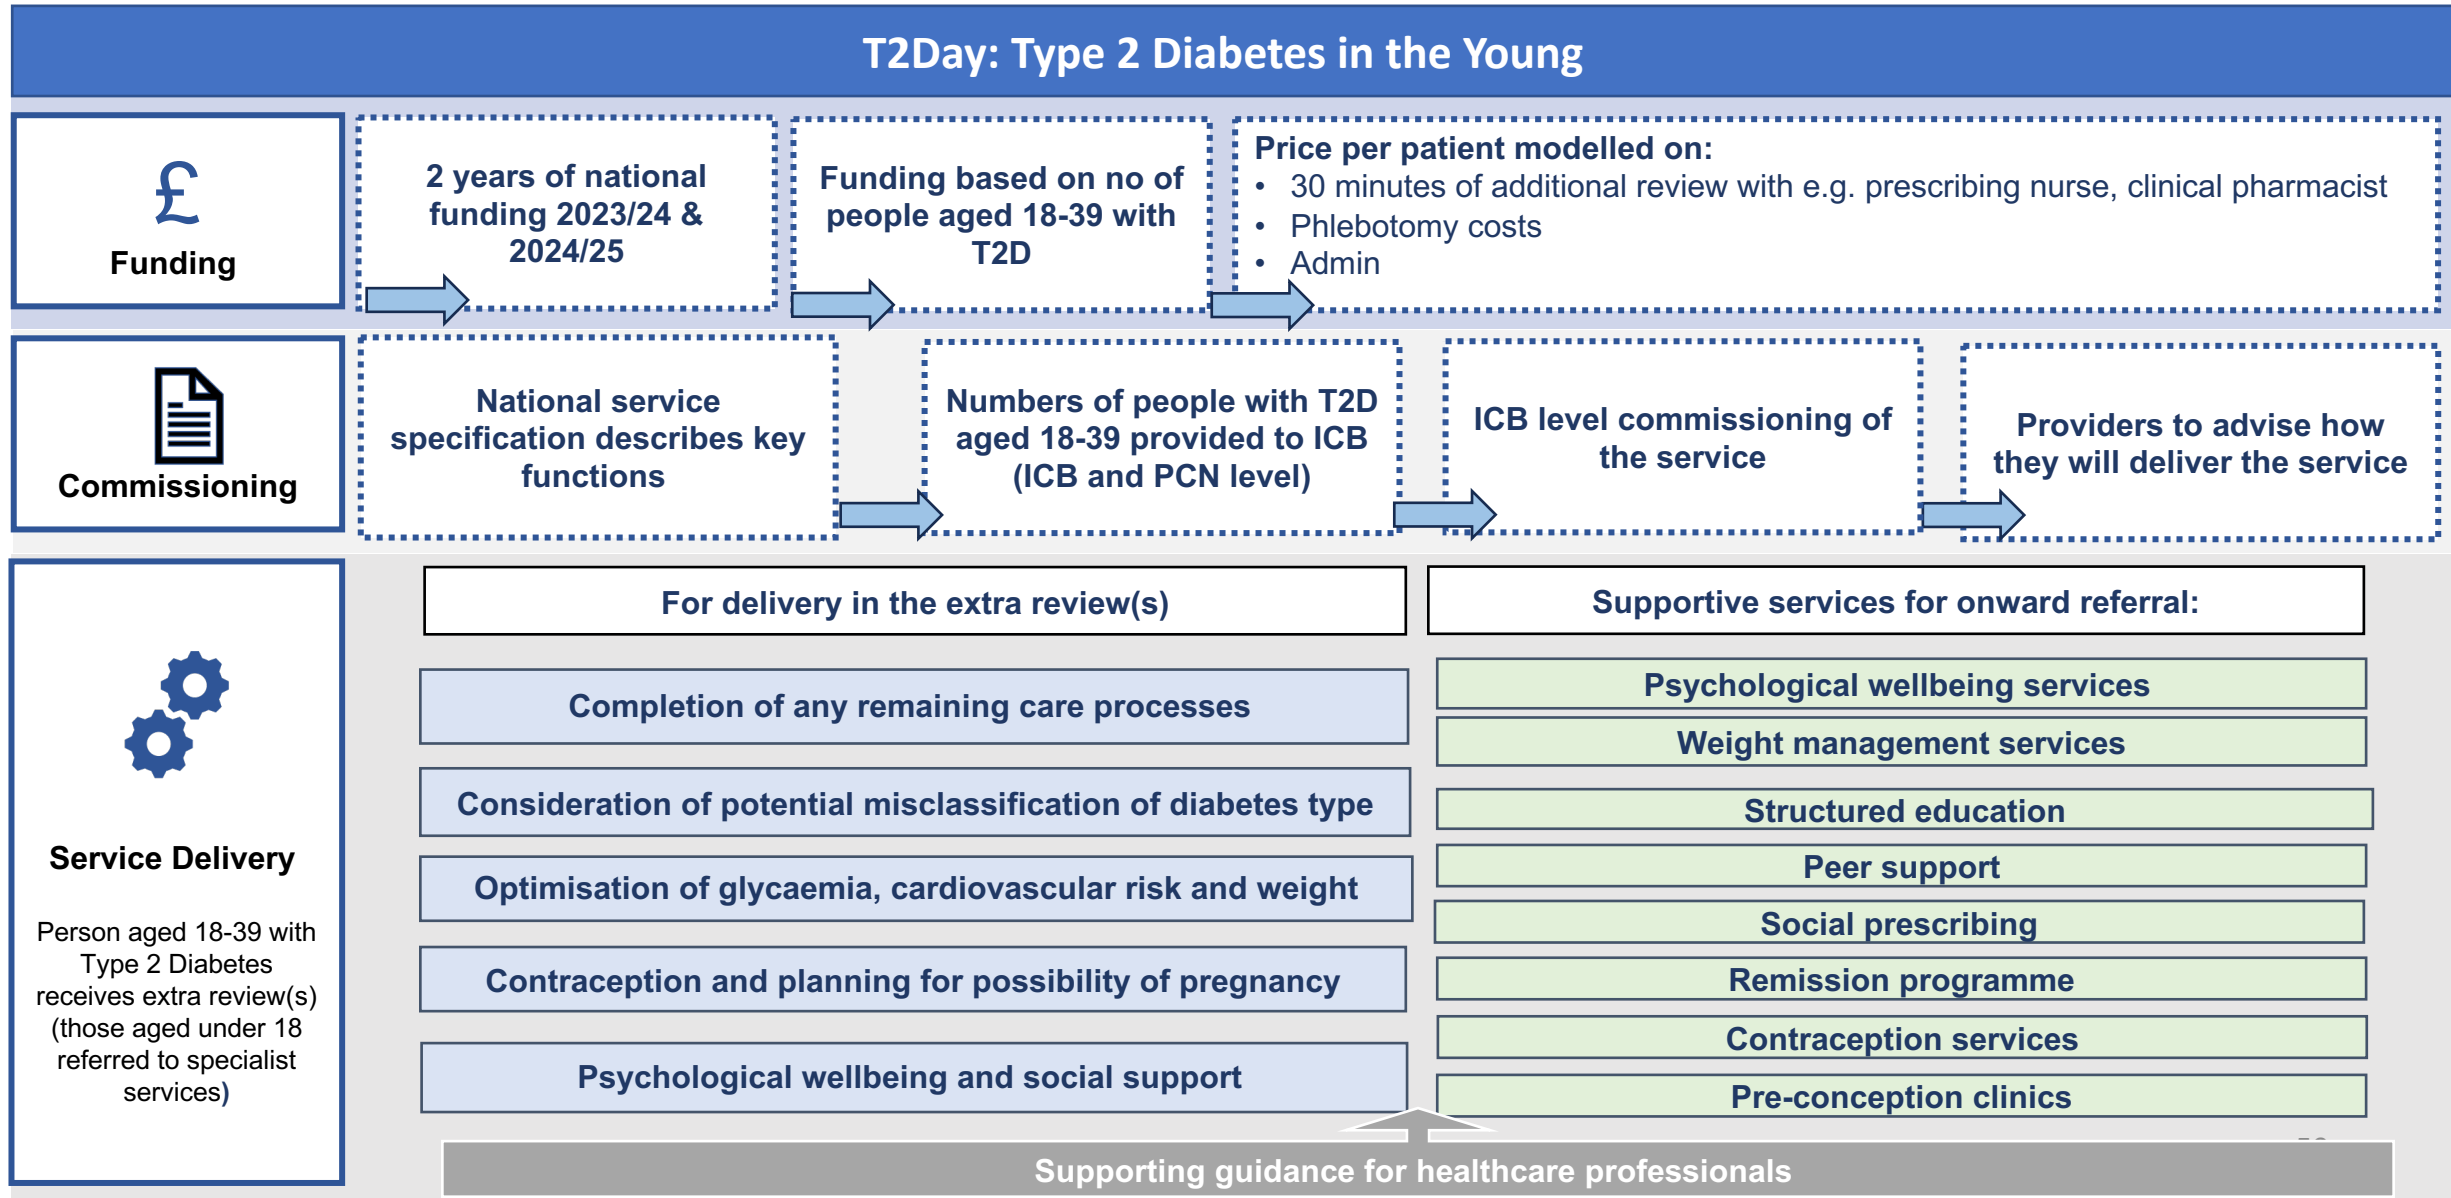 T2Day: Type 2 Diabetes in the Young
£
Funding
2 years of national
funding 2023/24 &
2024/25
Funding based on no of
people aged 18-39 with
T2D
Price per patient modelled on:
• 30 minutes of additional review with e.g. prescribing nurse, clinical pharmacist
• Phlebotomy costs
• Admin
Commissioning
National service
specification describes key
functions
Numbers of people with T2D
aged 18-39 provided to ICB
(ICB and PCN level)
ICB level commissioning of
the service
Providers to advise how
they will deliver the service
Service Delivery
Person aged 18-39 with
Type 2 Diabetes
receives extra review(s)
(those aged under 18
referred to specialist
services)
For delivery in the extra review(s)
Completion of any remaining care processes
Consideration of potential misclassification of diabetes type
Optimisation of glycaemia, cardiovascular risk and weight
Contraception and planning for possibility of pregnancy
Psychological wellbeing and social support
Supportive services for onward referral:
Psychological wellbeing services
Weight management services
Structured education
Peer support
Social prescribing
Remission programme
Contraception services
Pre-conception clinics
Supporting guidance for healthcare professionals